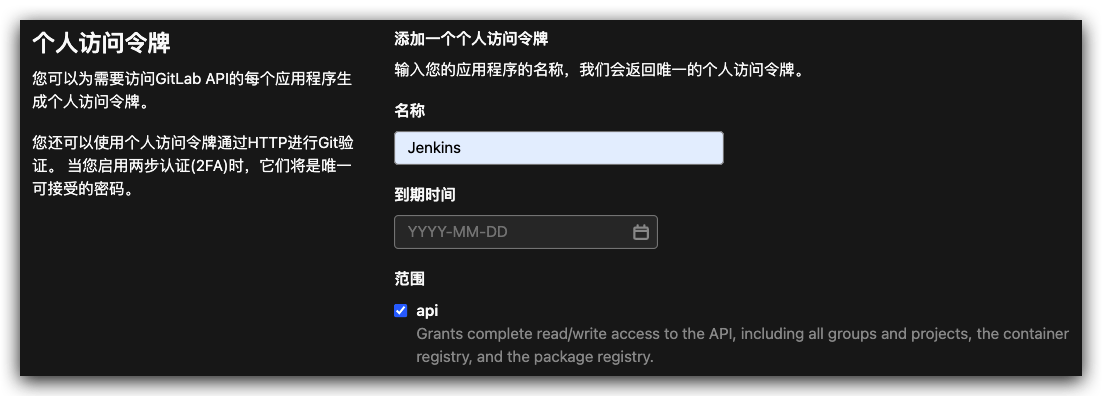 个人访问令牌
您可以为需要访问GitLab API的每个应用程序生
成个人访问令牌。
您还可以使用个人访问令牌通过HTTP进行Git验
证。 当您启用两步认证(2FA)时，它们将是唯一
可接受的密码。
添加一个个人访问令牌
输入您的应用程序的名称，我们会返回唯一的个人访问令牌。
名称
Jenkins
到期时间
YYYY-MM-DD
范围
api
Grants complete read/write access to the API, including all groups and projects, the container
registry, and the package registry.